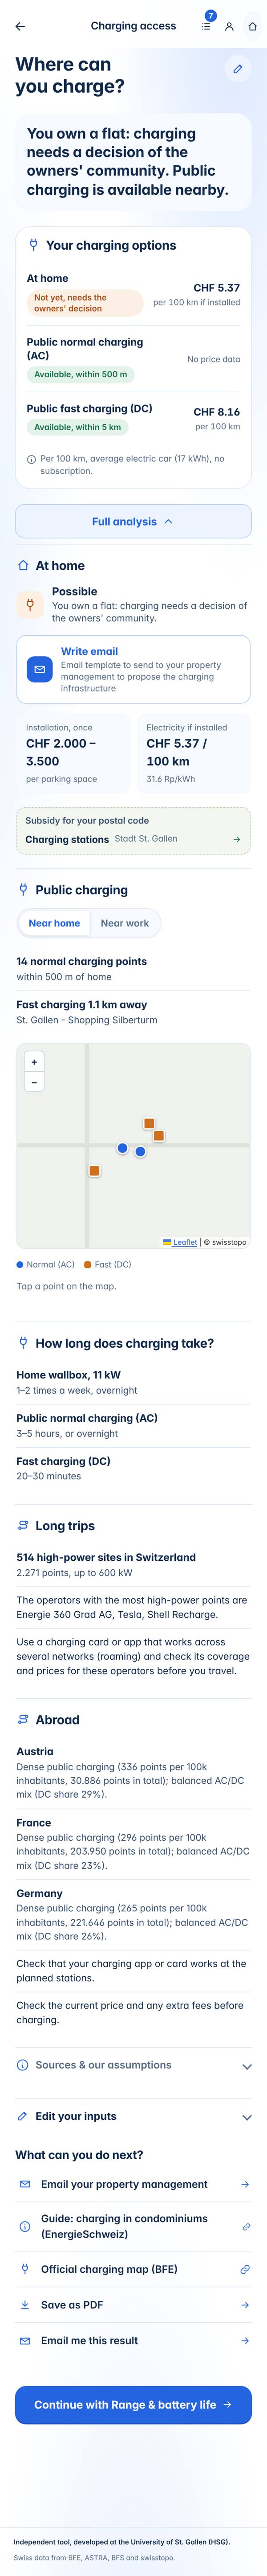 Charging access
7
Where can
you charge?
You own a flat: charging
needs a decision of the
owners' community. Public
charging is available nearby.
Your charging options
At home
Not yet, needs the
owners' decision
CHF 5.37
per 100 km if installed
Public normal charging
(AC)
Available, within 500 m
No price data
Public fast charging (DC)
Available, within 5 km
CHF 8.16
per 100 km
Per 100 km, average electric car (17 kWh), no
subscription.
Full analysis
At home
Possible
You own a flat: charging needs a decision of
the owners' community.
Write email
Email template to send to your property
management to propose the charging
infrastructure
Installation, once
CHF 2.000 –
3.500
per parking space
Electricity if installed
CHF 5.37 /
100 km
31.6 Rp/kWh
Subsidy for your postal code
Charging stations Stadt St. Gallen
Public charging
Near home
Near work
14 normal charging points
within 500 m of home
Fast charging 1.1 km away
St. Gallen - Shopping Silberturm
+
−
Leaflet | © swisstopo
Normal (AC)
Fast (DC)
Tap a point on the map.
How long does charging take?
Home wallbox, 11 kW
1–2 times a week, overnight
Public normal charging (AC)
3–5 hours, or overnight
Fast charging (DC)
20–30 minutes
Long trips
514 high-power sites in Switzerland
2.271 points, up to 600 kW
The operators with the most high-power points are
Energie 360 Grad AG, Tesla, Shell Recharge.
Use a charging card or app that works across
several networks (roaming) and check its coverage
and prices for these operators before you travel.
Abroad
Austria
Dense public charging (336 points per 100k
inhabitants, 30.886 points in total); balanced AC/DC
mix (DC share 29%).
France
Dense public charging (296 points per 100k
inhabitants, 203.950 points in total); balanced AC/DC
mix (DC share 23%).
Germany
Dense public charging (265 points per 100k
inhabitants, 221.646 points in total); balanced AC/DC
mix (DC share 26%).
Check that your charging app or card works at the
planned stations.
Check the current price and any extra fees before
charging.
Sources & our assumptions
Edit your inputs
What can you do next?
Email your property management
Guide: charging in condominiums
(EnergieSchweiz)
Official charging map (BFE)
Save as PDF
Email me this result
Continue with Range & battery life
Independent tool, developed at the University of St. Gallen (HSG).
Swiss data from BFE, ASTRA, BFS and swisstopo.